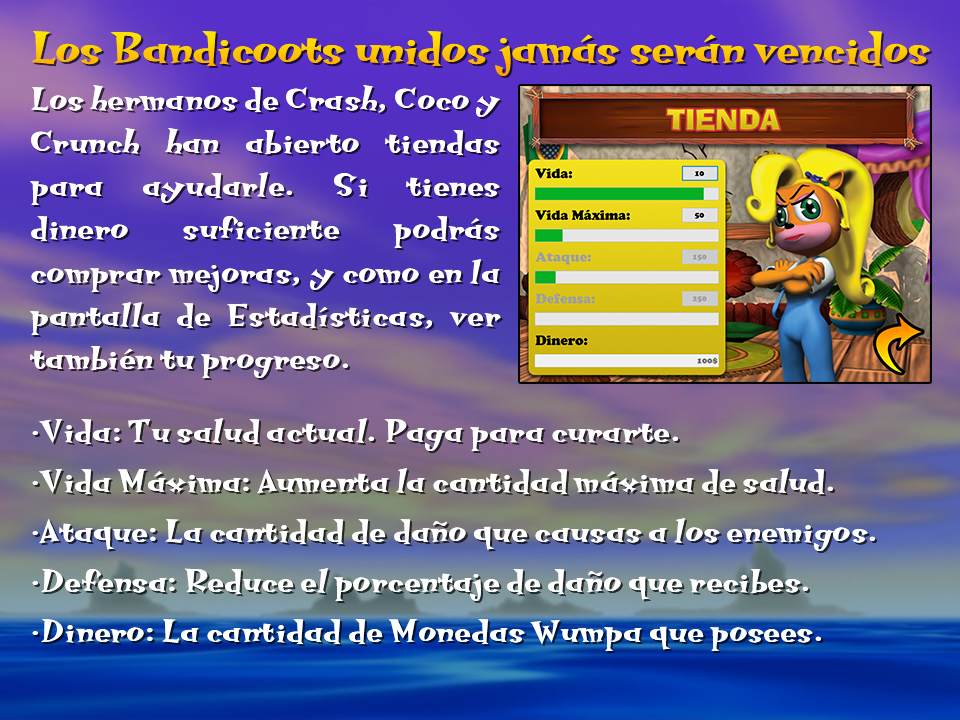 Los Bandicoots unidos jamás serán vencidos
Los hermanos de Crash, Coco y
Crunch han abierto tiendas
para ayudarle. Si tienes
dinero suficiente podrás
comprar mejoras, y como en la
pantalla de Estadísticas, ver
también tu progreso.
TIENDA
Vida: 10
Vida Máxima: 50
Ataque: 150
Defensa: 250
Dinero:
100$
·Vida: Tu salud actual. Paga para curarte.
·Vida Máxima: Aumenta la cantidad máxima de salud.
·Ataque: La cantidad de daño que causas a los enemigos.
·Defensa: Reduce el porcentaje de daño que recibes.
·Dinero: La cantidad de Monedas Wumpa que posees.